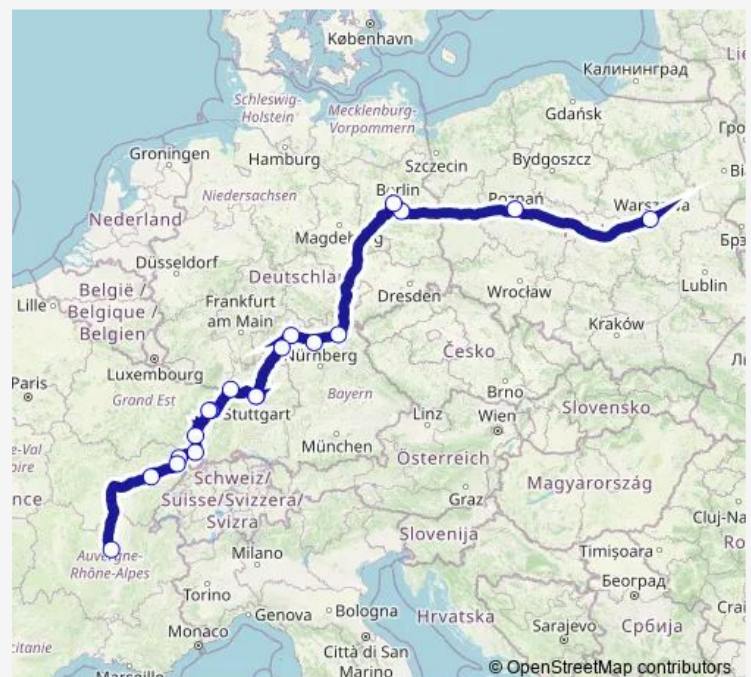 København
Калининград
Schleswig-
Holstein
Mecklenburg-
Vorpommern
Gdańsk
Groningen
Hamburg
Szczecin
Bydgoszcz
Niedersachsen
Berlin
Poznań
Nederland
Magdeburg
Düsseldorf
Deutschland
Lublin
België /
Belgique /
Belgien
Lille
Frankfurt
am Main
Dresden
Wrocław
Kraków
Luxembourg
Nürnberg
Česko
Paris
Grand Est
Stuttgart
Bayern
Brno
Slovensko
Linz
Wien
München
Österreich
Schweiz/
Suisse/Svizzera/
Svizra
Graz
Magyarország
Auvergne-
Rhône-Alpes
Milano
Slovenija
Timișoara
Torino
Београд
Genova
Bologna
Hrvatska
Monaco
Città di San
Marino
Sarajevo
Србија
© OpenStreetMap contributors